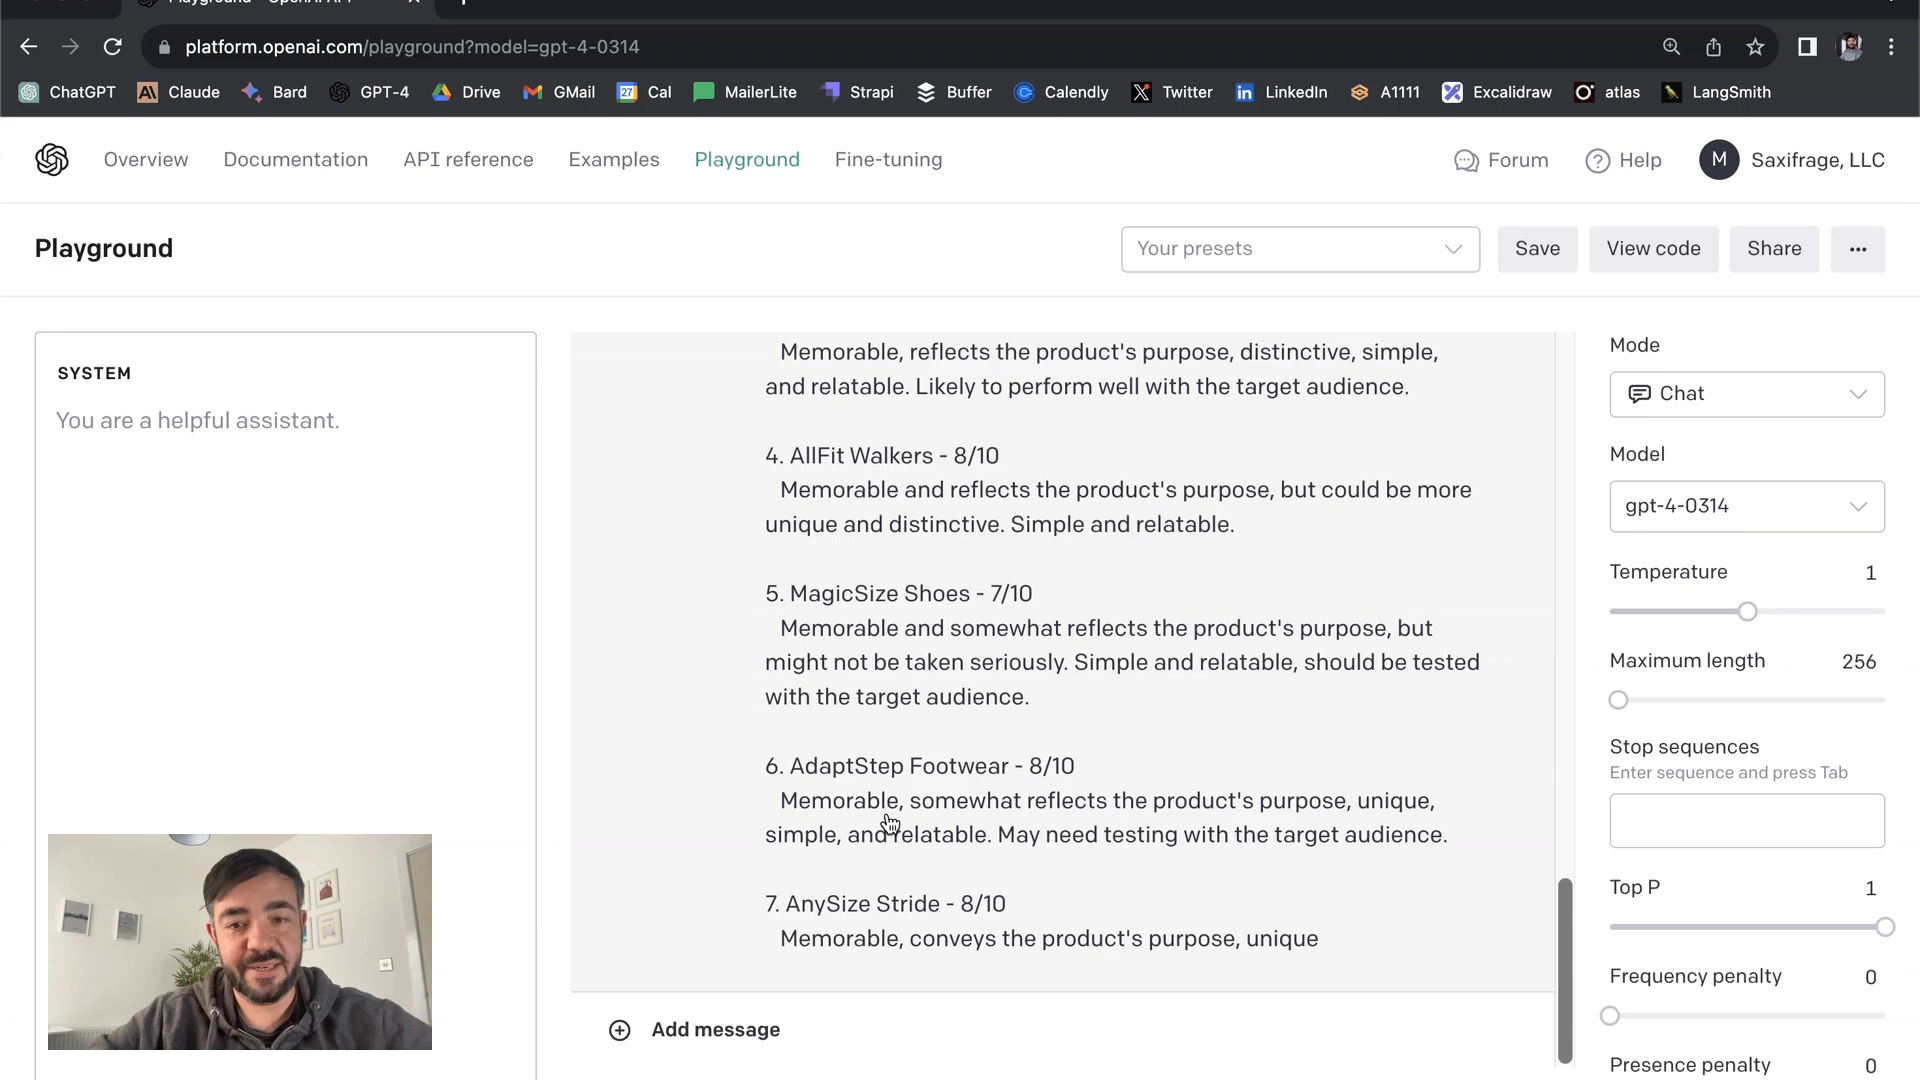 platform.openai.com/playground?model=gpt-4-0314
ChatGPT Claude Bard GPT-4 Drive GMail 27 Cal MailerLite Strapi Buffer Calendly Twitter LinkedIn A1111 Excalidraw atlas LangSmith
Overview Documentation API reference Examples Playground Fine-tuning Forum Help M Saxifrage, LLC
Playground Your presets Save View code Share ...
SYSTEM
You are a helpful assistant.
Memorable, reflects the product's purpose, distinctive, simple,
and relatable. Likely to perform well with the target audience.
4. AllFit Walkers - 8/10
Memorable and reflects the product's purpose, but could be more
unique and distinctive. Simple and relatable.
5. MagicSize Shoes - 7/10
Memorable and somewhat reflects the product's purpose, but
might not be taken seriously. Simple and relatable, should be tested
with the target audience.
6. AdaptStep Footwear - 8/10
Memorable, somewhat reflects the product's purpose, unique,
simple, and relatable. May need testing with the target audience.
7. AnySize Stride - 8/10
Memorable, conveys the product's purpose, unique
Add message
Mode
Chat
Model
gpt-4-0314
Temperature 1
Maximum length 256
Stop sequences
Enter sequence and press Tab
Top P 1
Frequency penalty 0
Presence penalty 0